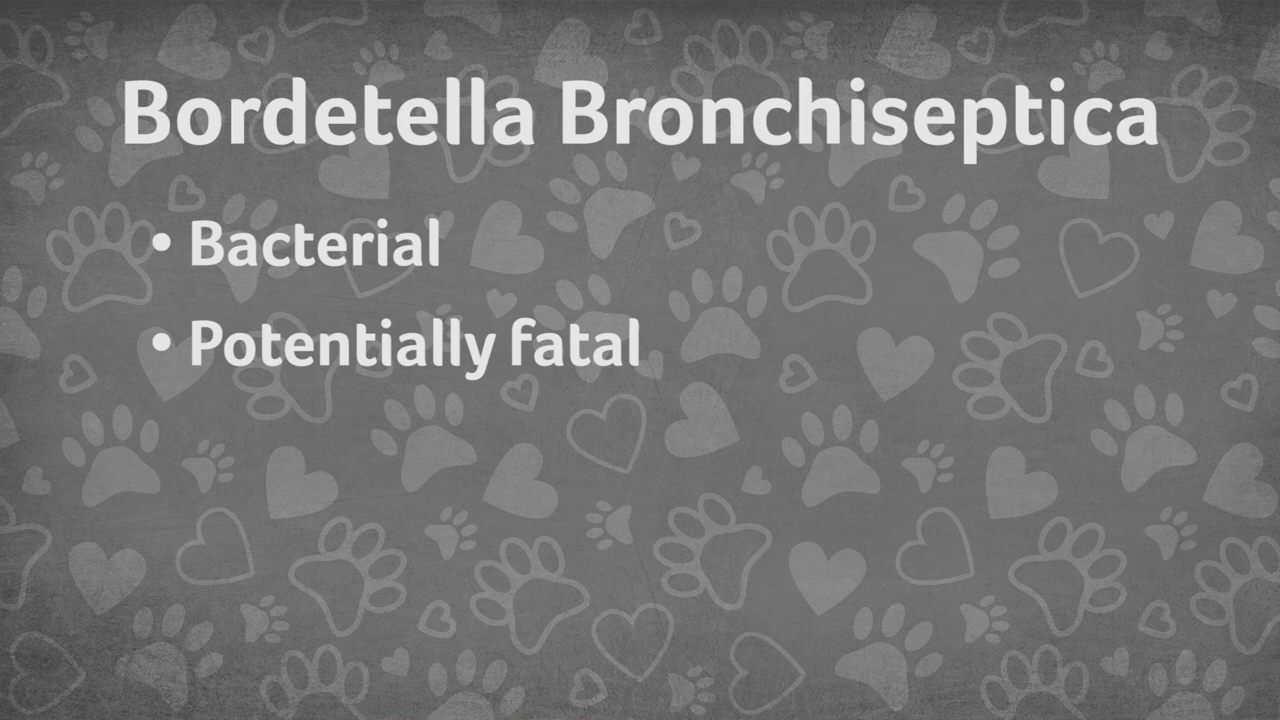 Bordetella Bronchiseptica
• Bacterial
• Potentially fatal